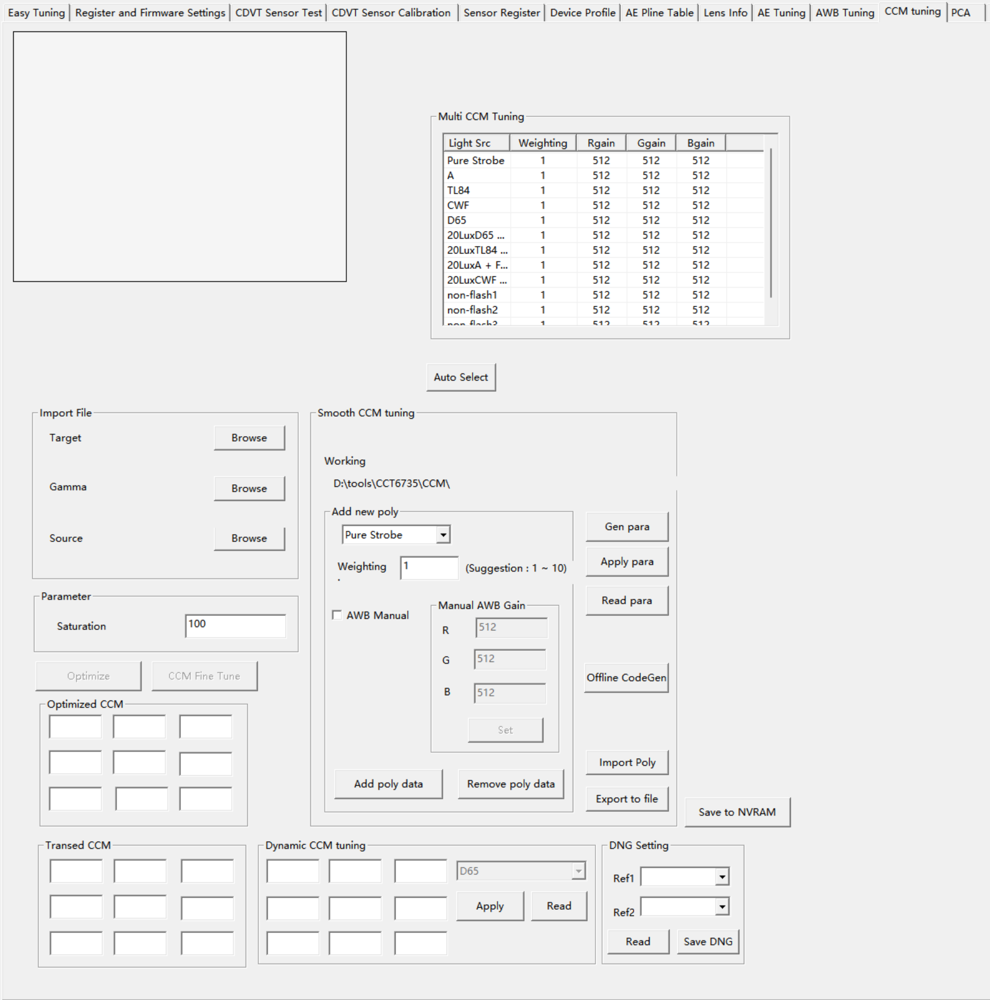 Easy Tuning Register and Firmware Settings CDVT Sensor Test CDVT Sensor Calibration Sensor Register Device Profile AE Pline Table Lens Info AE Tuning AWB Tuning CCM tuning PCA
Multi CCM Tuning
Light Src Weighting Rgain Ggain Bgain
Pure Strobe 1 512 512 512
A 1 512 512 512
TL84 1 512 512 512
CWF 1 512 512 512
D65 1 512 512 512
20LuxD65 ... 1 512 512 512
20LuxTL84 ... 1 512 512 512
20LuxA + F... 1 512 512 512
20LuxCWF ... 1 512 512 512
non-flash1 1 512 512 512
non-flash2 1 512 512 512
non-flash3 1 512 512 512
Auto Select
Import File
Target Browse
Gamma Browse
Source Browse
Parameter
Saturation 100
Optimize CCM Fine Tune
Optimized CCM
Smooth CCM tuning
Working
D:\tools\CCT6735\CCM\
Add new poly
Pure Strobe
Weighting 1 (Suggestion : 1 ~ 10)
AWB Manual
Manual AWB Gain
R 512
G 512
B 512
Set
Add poly data Remove poly data
Gen para
Apply para
Read para
Offline CodeGen
Import Poly
Export to file
Save to NVRAM
Transed CCM
Dynamic CCM tuning
D65
Apply Read
DNG Setting
Ref1
Ref2
Read Save DNG